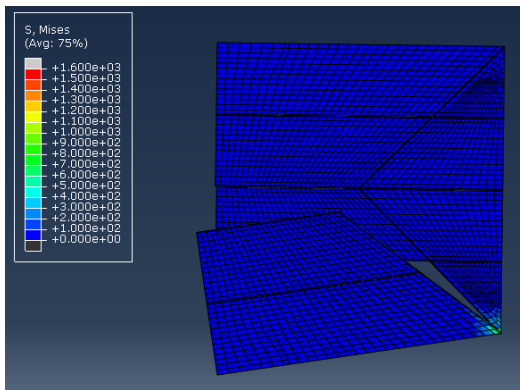 S, Mises
(Avg: 75%)
+1.600e+03
+1.500e+03
+1.400e+03
+1.300e+03
+1.200e+03
+1.100e+03
+1.000e+03
+9.000e+02
+8.000e+02
+7.000e+02
+6.000e+02
+5.000e+02
+4.000e+02
+3.000e+02
+2.000e+02
+1.000e+02
+0.000e+00